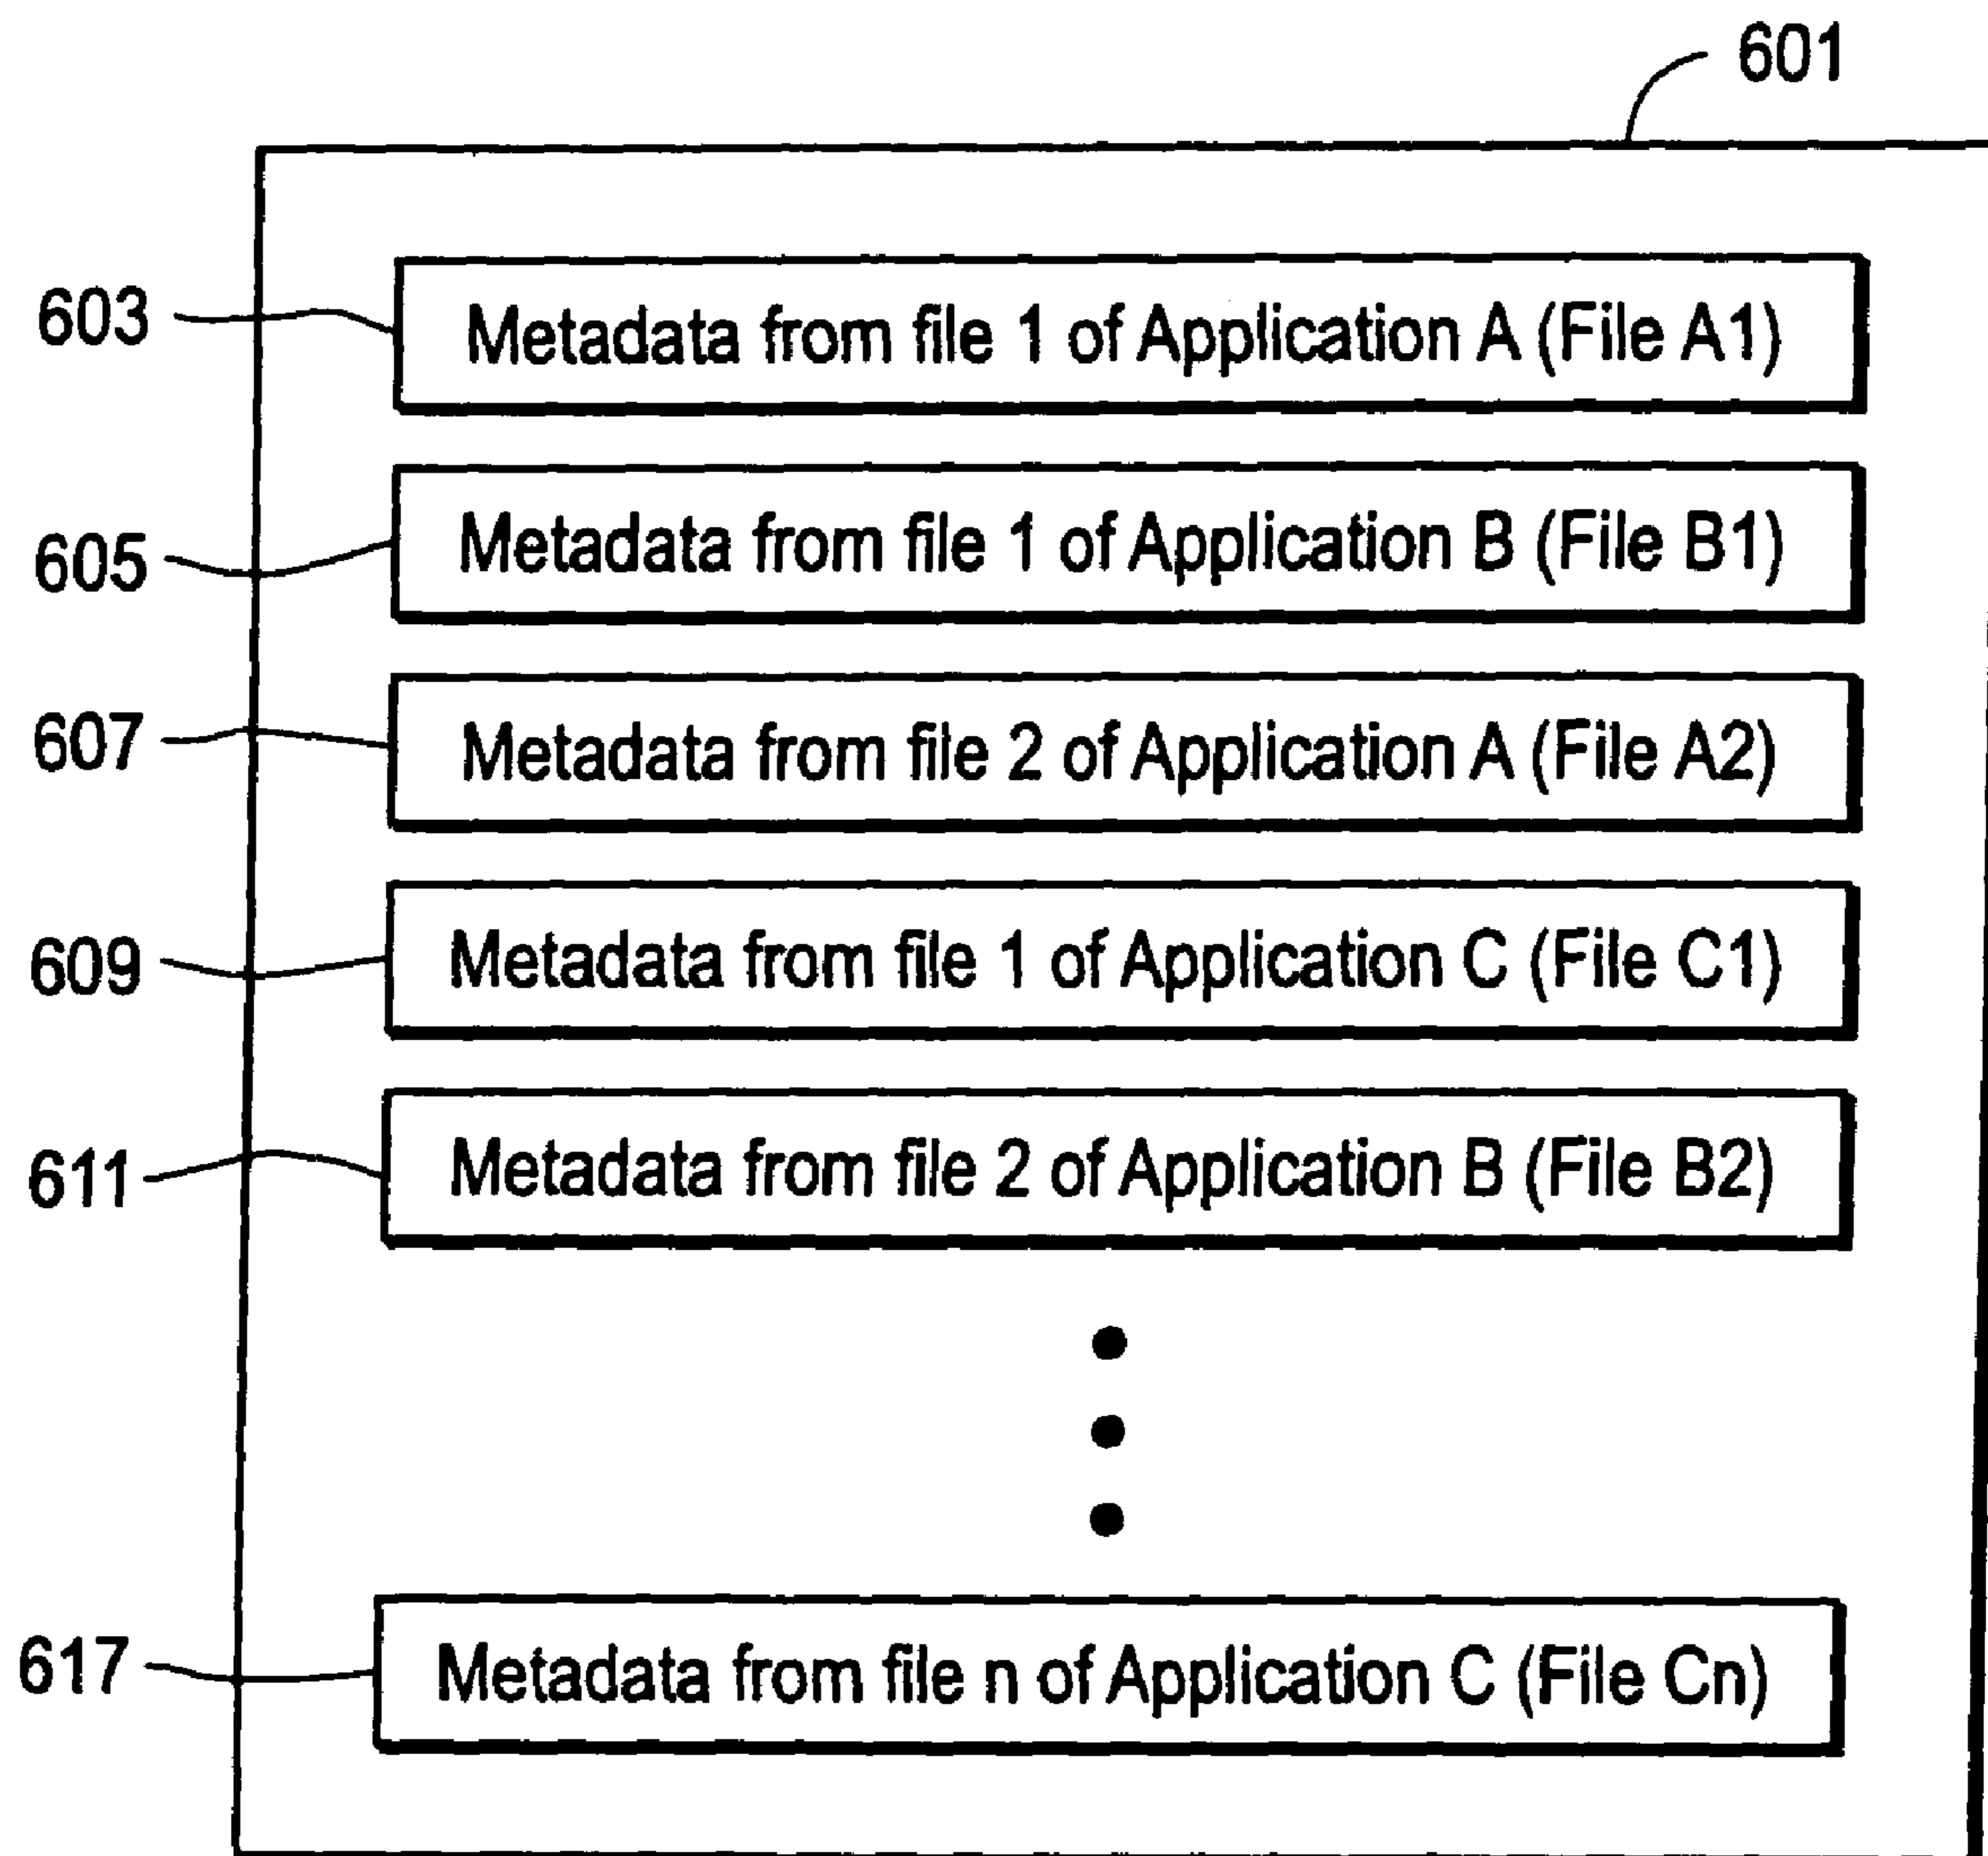 601
603
Metadata from file 1 of Application A (File A1)
605
Metadata from file 1 of Application B (File B1)
607
Metadata from file 2 of Application A (File A2)
609
Metadata from file 1 of Application C (File C1)
611
Metadata from file 2 of Application B (File B2)
617
Metadata from file n of Application C (File Cn)